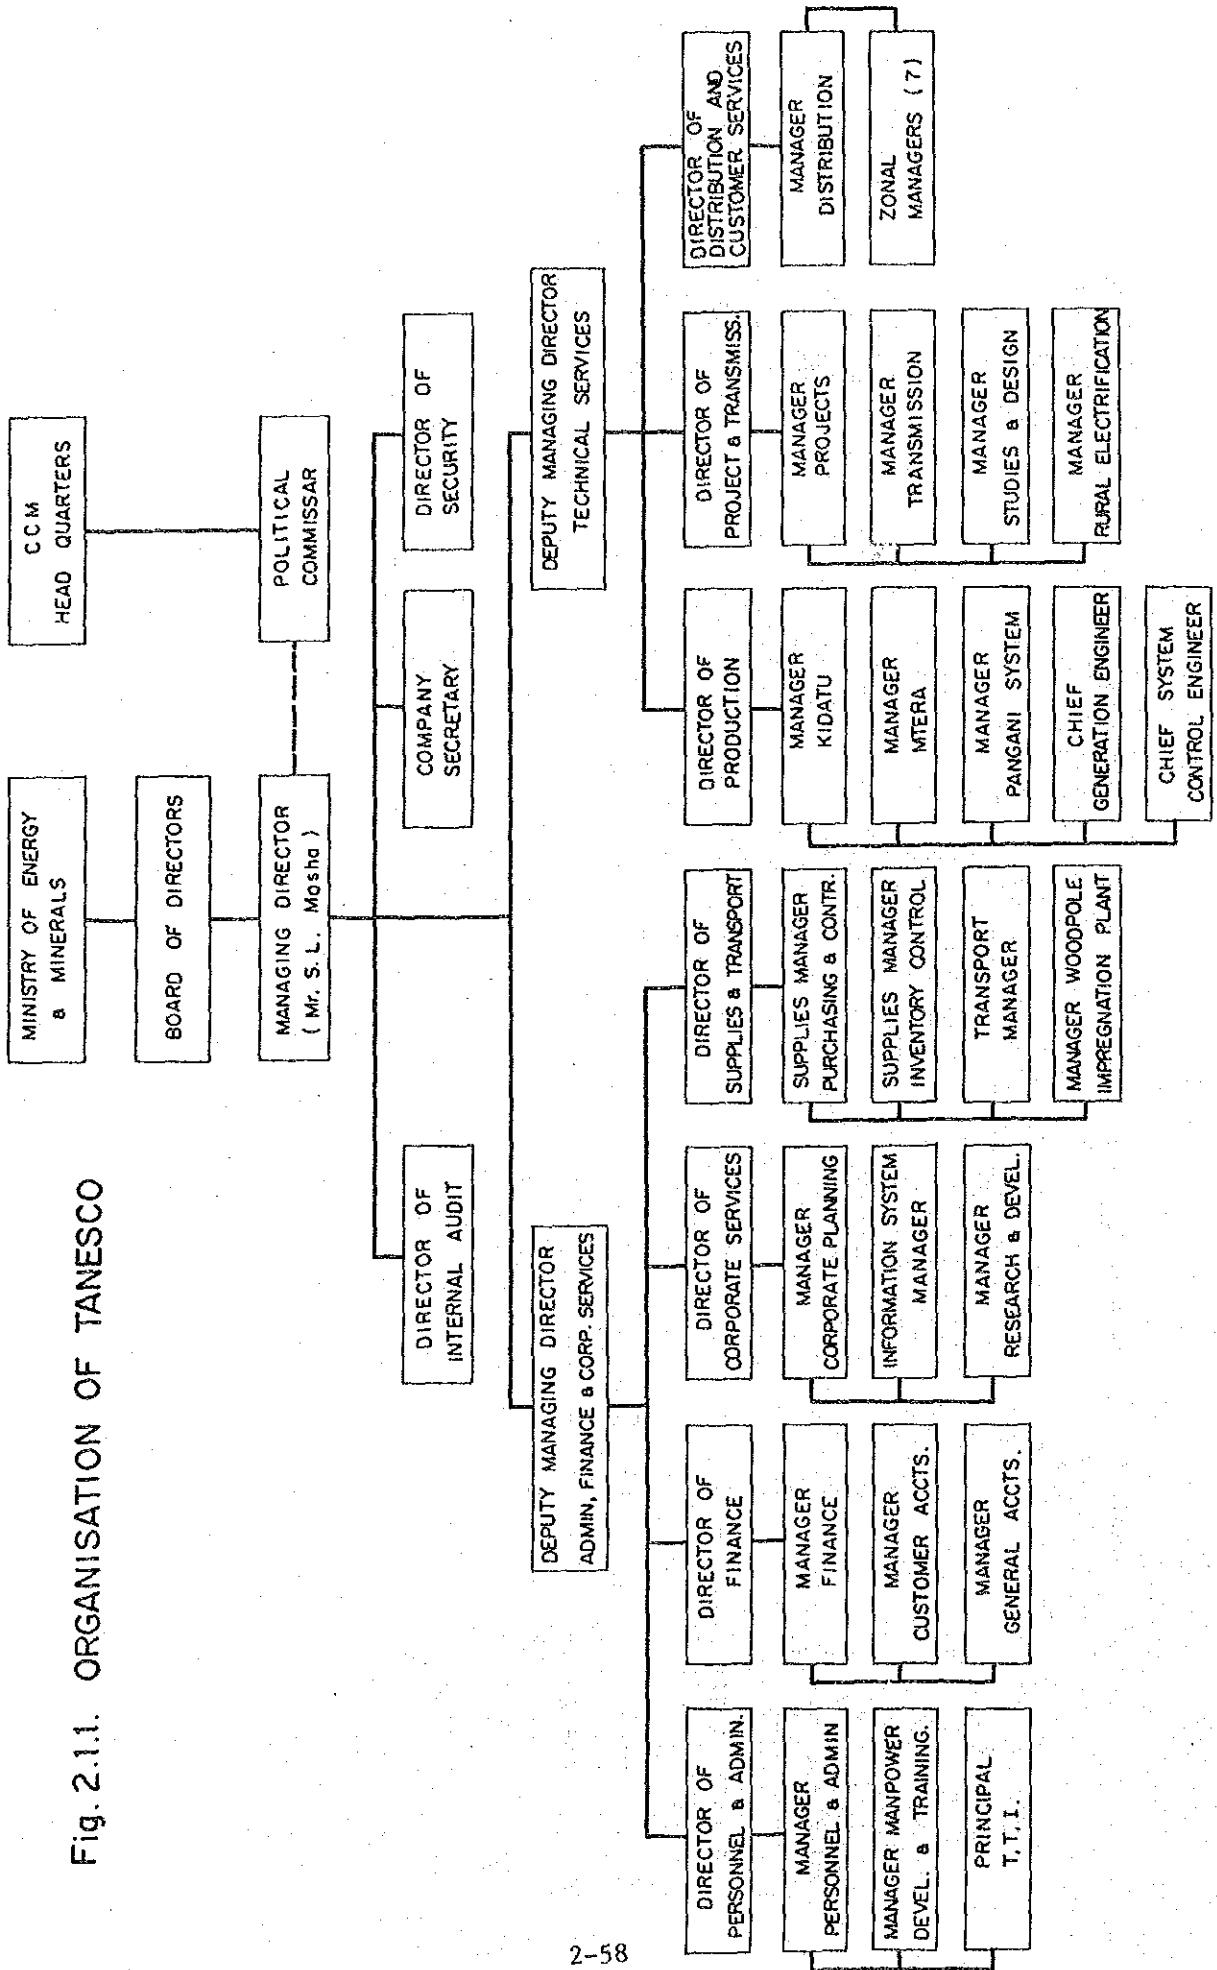 Fig. 2.1.1. ORGANISATION OF TANESCO
MINISTRY OF ENERGY
& MINERALS
C C M
HEAD QUARTERS
BOARD OF DIRECTORS
MANAGING DIRECTOR
( Mr. S. L. Mosha )
POLITICAL
COMMISSAR
DIRECTOR OF
INTERNAL AUDIT
COMPANY
SECRETARY
DIRECTOR OF
SECURITY
DEPUTY MANAGING DIRECTOR
ADMIN, FINANCE & CORP. SERVICES
DEPUTY MANAGING DIRECTOR
TECHNICAL SERVICES
DIRECTOR OF
PERSONNEL & ADMIN.
MANAGER
PERSONNEL & ADMIN
MANAGER MANPOWER
DEVEL. & TRAINING.
PRINCIPAL
T.T.I.
DIRECTOR OF
FINANCE
MANAGER
FINANCE
MANAGER
CUSTOMER ACCTS.
MANAGER
GENERAL ACCTS.
DIRECTOR OF
CORPORATE SERVICES
MANAGER
CORPORATE PLANNING
INFORMATION SYSTEM
MANAGER
MANAGER
RESEARCH & DEVEL.
DIRECTOR OF
SUPPLIES & TRANSPORT
SUPPLIES MANAGER
PURCHASING & CONTR.
SUPPLIES MANAGER
INVENTORY CONTROL
TRANSPORT
MANAGER
MANAGER WOODPOLE
IMPREGNATION PLANT
DIRECTOR OF
PRODUCTION
MANAGER
KIDATU
MANAGER
MTERA
MANAGER
PANGANI SYSTEM
CHIEF
GENERATION ENGINEER
CHIEF SYSTEM
CONTROL ENGINEER
DIRECTOR OF
PROJECT & TRANSMISS.
MANAGER
PROJECTS
MANAGER
TRANSMISSION
MANAGER
STUDIES & DESIGN
MANAGER
RURAL ELECTRIFICATION
DIRECTOR OF
DISTRIBUTION AND
CUSTOMER SERVICES
MANAGER
DISTRIBUTION
ZONAL
MANAGERS ( 7 )
2-58